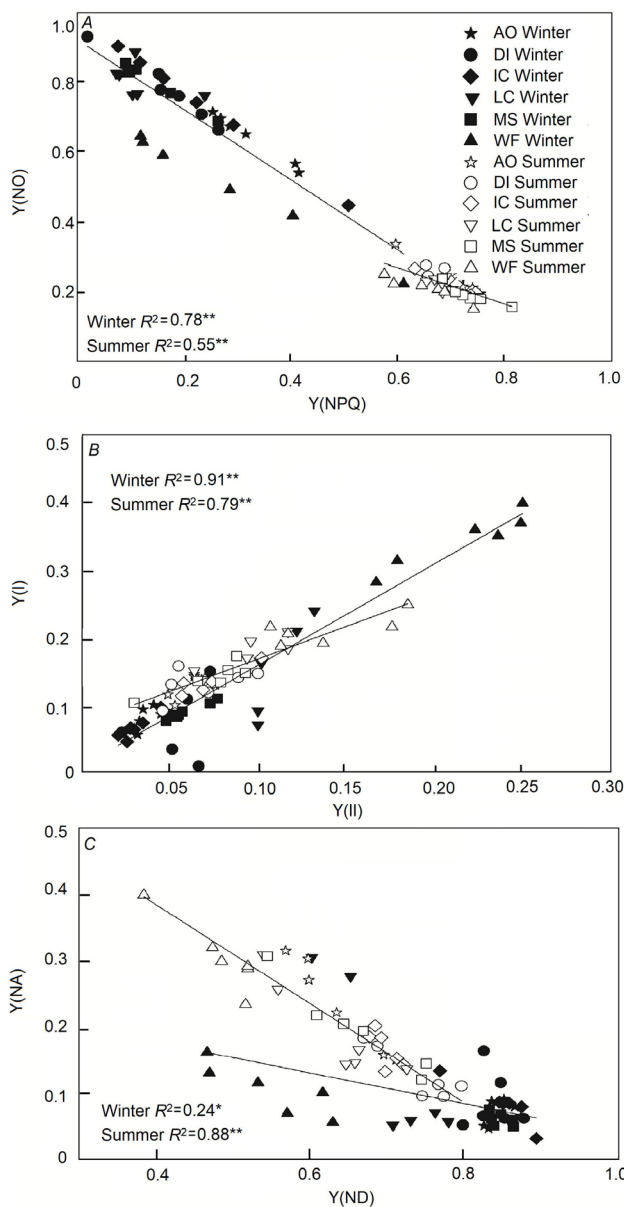 A
1.0
0.8
0.6
0.4
0.2
0
Y(NO)
AO Winter
DI Winter
IC Winter
LC Winter
MS Winter
WF Winter
AO Summer
DI Summer
IC Summer
LC Summer
MS Summer
WF Summer
Winter R²=0.78**
Summer R²=0.55**
0 0.2 0.4 0.6 0.8 1.0
Y(NPQ)
B
Winter R²=0.91**
Summer R²=0.79**
0.5
0.4
0.3
0.2
0.1
0
Y(I)
0.05 0.10 0.15 0.20 0.25 0.30
Y(II)
C
0.5
0.4
0.3
0.2
0.1
0
Y(NA)
Winter R²=0.24*
Summer R²=0.88**
0.4 0.6 0.8 1.0
Y(ND)